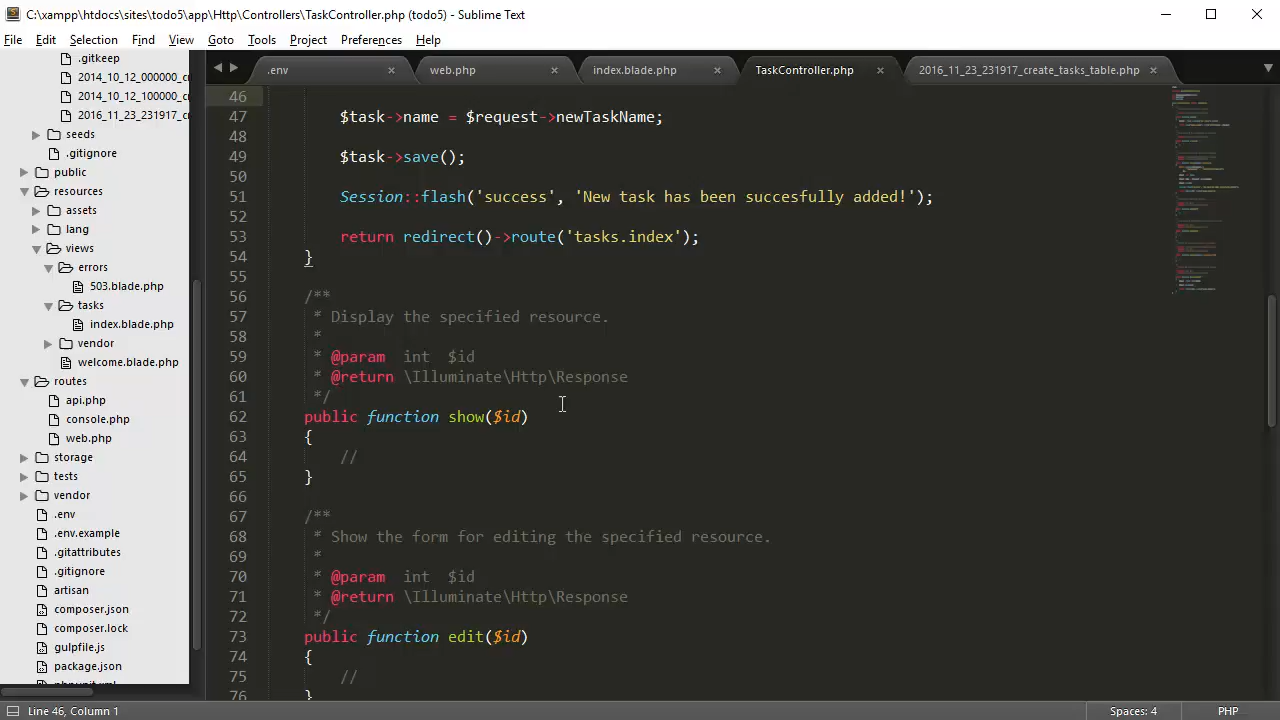 C:\xampp\htdocs\sites\todo5\app\Http\Controllers\TaskController.php (todo5) - Sublime Text
File Edit Selection Find View Goto Tools Project Preferences Help
.env web.php index.blade.php TaskController.php 2016_11_23_231917_create_tasks_table.php
.gitkeep
2014_10_12_000000_cr
2014_10_12_100000_cr
2016_11_23_231917_cr
seeds
.gitignore
public
resources
assets
lang
views
errors
503.blade.php
tasks
index.blade.php
vendor
welcome.blade.php
routes
api.php
console.php
web.php
storage
tests
vendor
.env
.env.example
.gitattributes
.gitignore
artisan
composer.json
composer.lock
gulpfile.js
package.json
46
47 $task->name = $request->newTaskName;
48
49 $task->save();
50
51 Session::flash('success', 'New task has been succesfully added!');
52
53 return redirect()->route('tasks.index');
54 }
55
56 /**
57 * Display the specified resource.
58 *
59 * @param int $id
60 * @return \Illuminate\Http\Response
61 */
62 public function show($id)
63 {
64 //
65 }
66
67 /**
68 * Show the form for editing the specified resource.
69 *
70 * @param int $id
71 * @return \Illuminate\Http\Response
72 */
73 public function edit($id)
74 {
75 //
76 }
Line 46, Column 1 Spaces: 4 PHP